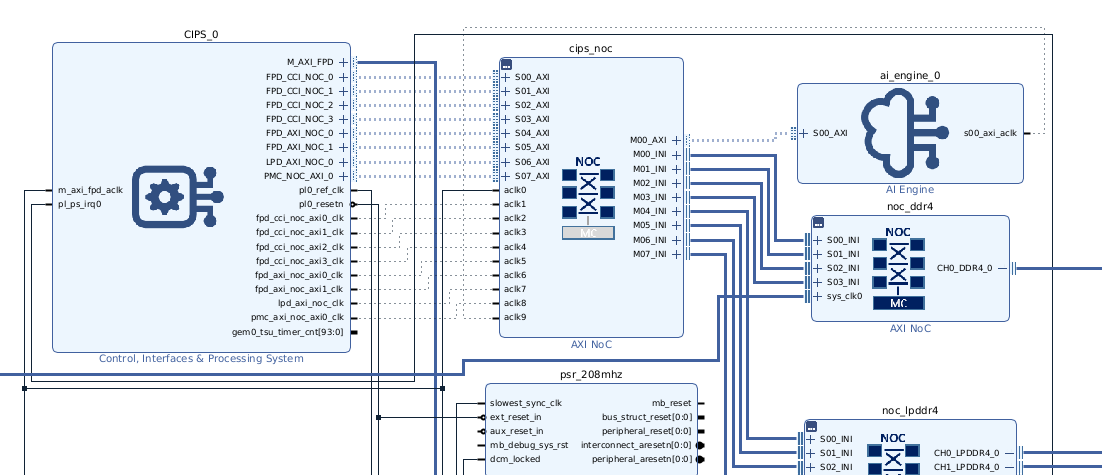 CIPS_0
M_AXI_FPD
FPD_CCI_NOC_0
FPD_CCI_NOC_1
FPD_CCI_NOC_2
FPD_CCI_NOC_3
FPD_AXI_NOC_0
FPD_AXI_NOC_1
LPD_AXI_NOC_0
PMC_NOC_AXI_0
m_axi_fpd_aclk
pl0_ref_clk
pl_ps_irq0
pl0_resetn
fpd_cci_noc_axi0_clk
fpd_cci_noc_axi1_clk
fpd_cci_noc_axi2_clk
fpd_cci_noc_axi3_clk
fpd_axi_noc_axi0_clk
fpd_axi_noc_axi1_clk
lpd_axi_noc_clk
pmc_axi_noc_axi0_clk
gem0_tsu_timer_cnt[93:0]
Control, Interfaces & Processing System
cips_noc
S00_AXI
S01_AXI
S02_AXI
S03_AXI
S04_AXI
S05_AXI
S06_AXI
S07_AXI
aclk0
aclk1
aclk2
aclk3
aclk4
aclk5
aclk6
aclk7
aclk8
aclk9
NOC
MC
M00_AXI
M00_INI
M01_INI
M02_INI
M03_INI
M04_INI
M05_INI
M06_INI
M07_INI
AXI NoC
ai_engine_0
S00_AXI
s00_axi_aclk
AI Engine
noc_ddr4
S00_INI
S01_INI
S02_INI
S03_INI
sys_clk0
NOC
MC
CH0_DDR4_0
AXI NoC
psr_208mhz
slowest_sync_clk
ext_reset_in
aux_reset_in
mb_debug_sys_rst
dcm_locked
mb_reset
bus_struct_reset[0:0]
peripheral_reset[0:0]
interconnect_aresetn[0:0]
peripheral_aresetn[0:0]
noc_lpddr4
S00_INI
S01_INI
S02_INI
NOC
CH0_LPDDR4_0
CH1_LPDDR4_0